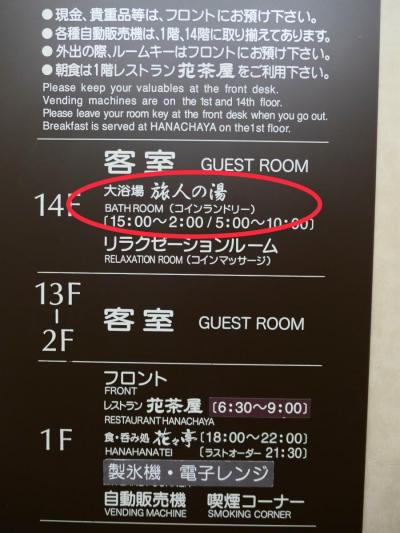 ●現金、貴重品等は、フロントにお預け下さい。
●各種自動販売機は、1階、14階に取り揃えてあります。
●外出の際、ルームキーはフロントにお預け下さい。
●朝食は1階レストラン花茶屋をご利用下さい。
Please keep your valuables at the front desk.
Vending machines are on the 1st and 14th floor.
Please leave your room key at the front desk when you go out.
Breakfast is served at HANACHAYA on the 1st floor.
客室 GUEST ROOM
14F
大浴場 旅人の湯
BATH ROOM (コインランドリー)
[15:00〜2:00/5:00〜10:00]
リラクセーションルーム
RELAXATION ROOM (コインマッサージ)
13F
-
2F
客室 GUEST ROOM
1F
フロント
FRONT
レストラン 花茶屋 [6:30〜9:00]
RESTAURANT HANACHAYA
食・呑み処 花々亭 [18:00〜22:00]
HANAHANATEI [ラストオーダー 21:30]
製氷機・電子レンジ
自動販売機 喫煙コーナー
VENDING MACHINE SMOKING CORNER